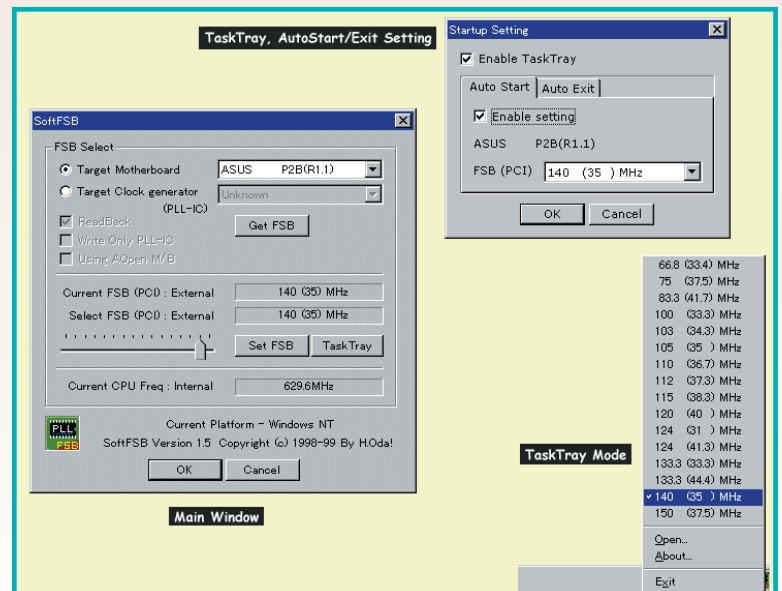 TaskTray, AutoStart/Exit Setting
Startup Setting
Enable TaskTray
Auto Start
Auto Exit
Enable setting
ASUS P2B(R1.1)
FSB (PCI) 140 (35 ) MHz
OK Cancel
SoftFSB
FSB Select
Target Motherboard ASUS P2B(R1.1)
Target Clock generator Unknown
(PLL-IC)
ReadBack
Get FSB
Write Only PLL-IC
Using AOpen M/B
Current FSB (PCI) : External 140 (35) MHz
Select FSB (PCI) : External 140 (35) MHz
Set FSB TaskTray
Current CPU Freq : Internal 629.6MHz
PLL
FSB
Current Platform - Windows NT
SoftFSB Version 1.5 Copyright (c) 1998-99 By H.Oda!
OK Cancel
Main Window
TaskTray Mode
66.8 (33.4) MHz
75 (37.5) MHz
83.3 (41.7) MHz
100 (33.3) MHz
103 (34.3) MHz
105 (35 ) MHz
110 (36.7) MHz
112 (37.3) MHz
115 (38.3) MHz
120 (40 ) MHz
124 (31 ) MHz
124 (41.3) MHz
133.3 (33.3) MHz
133.3 (44.4) MHz
140 (35 ) MHz
150 (37.5) MHz
Open...
About...
Exit